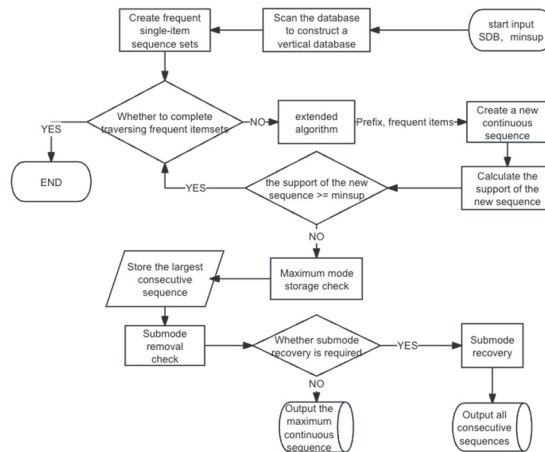 Create frequent
single-item
sequence sets
Scan the database
to construct a
vertical database
start input
SDB, minsup
Whether to complete
traversing frequent itemsets
YES
NO
extended
algorithm
Prefix, frequent items
Create a new
continuous
sequence
END
YES
the support of the new
sequence >= minsup
Calculate the
support of the
new sequence
NO
Store the largest
consecutive
sequence
Maximum mode
storage check
Submode
removal
check
Whether submode
recovery is required
YES
Submode
recovery
NO
Output the
maximum
continuous
sequence
Output all
consecutive
sequences